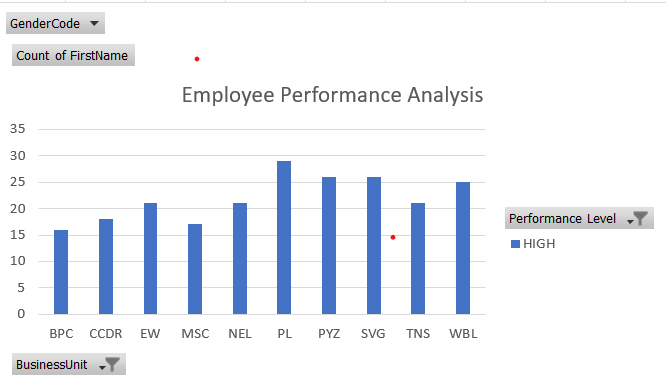 GenderCode
Count of FirstName
Employee Performance Analysis
35
30
25
20
15
10
5
0
BPC CCDR EW MSC NEL PL PYZ SVG TNS WBL
Performance Level
HIGH
BusinessUnit